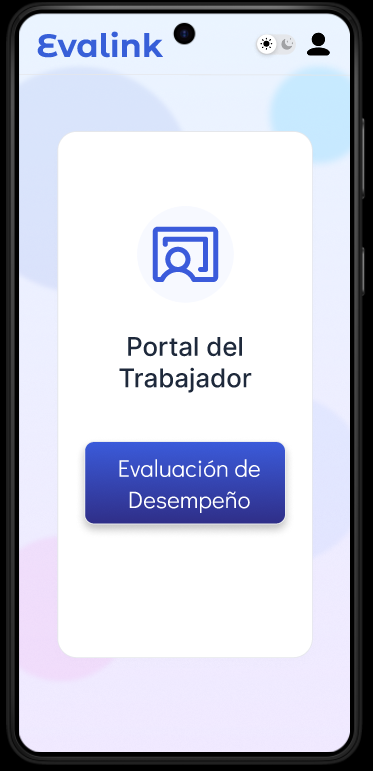 Evalink
Portal del
Trabajador
Evaluación de
Desempeño